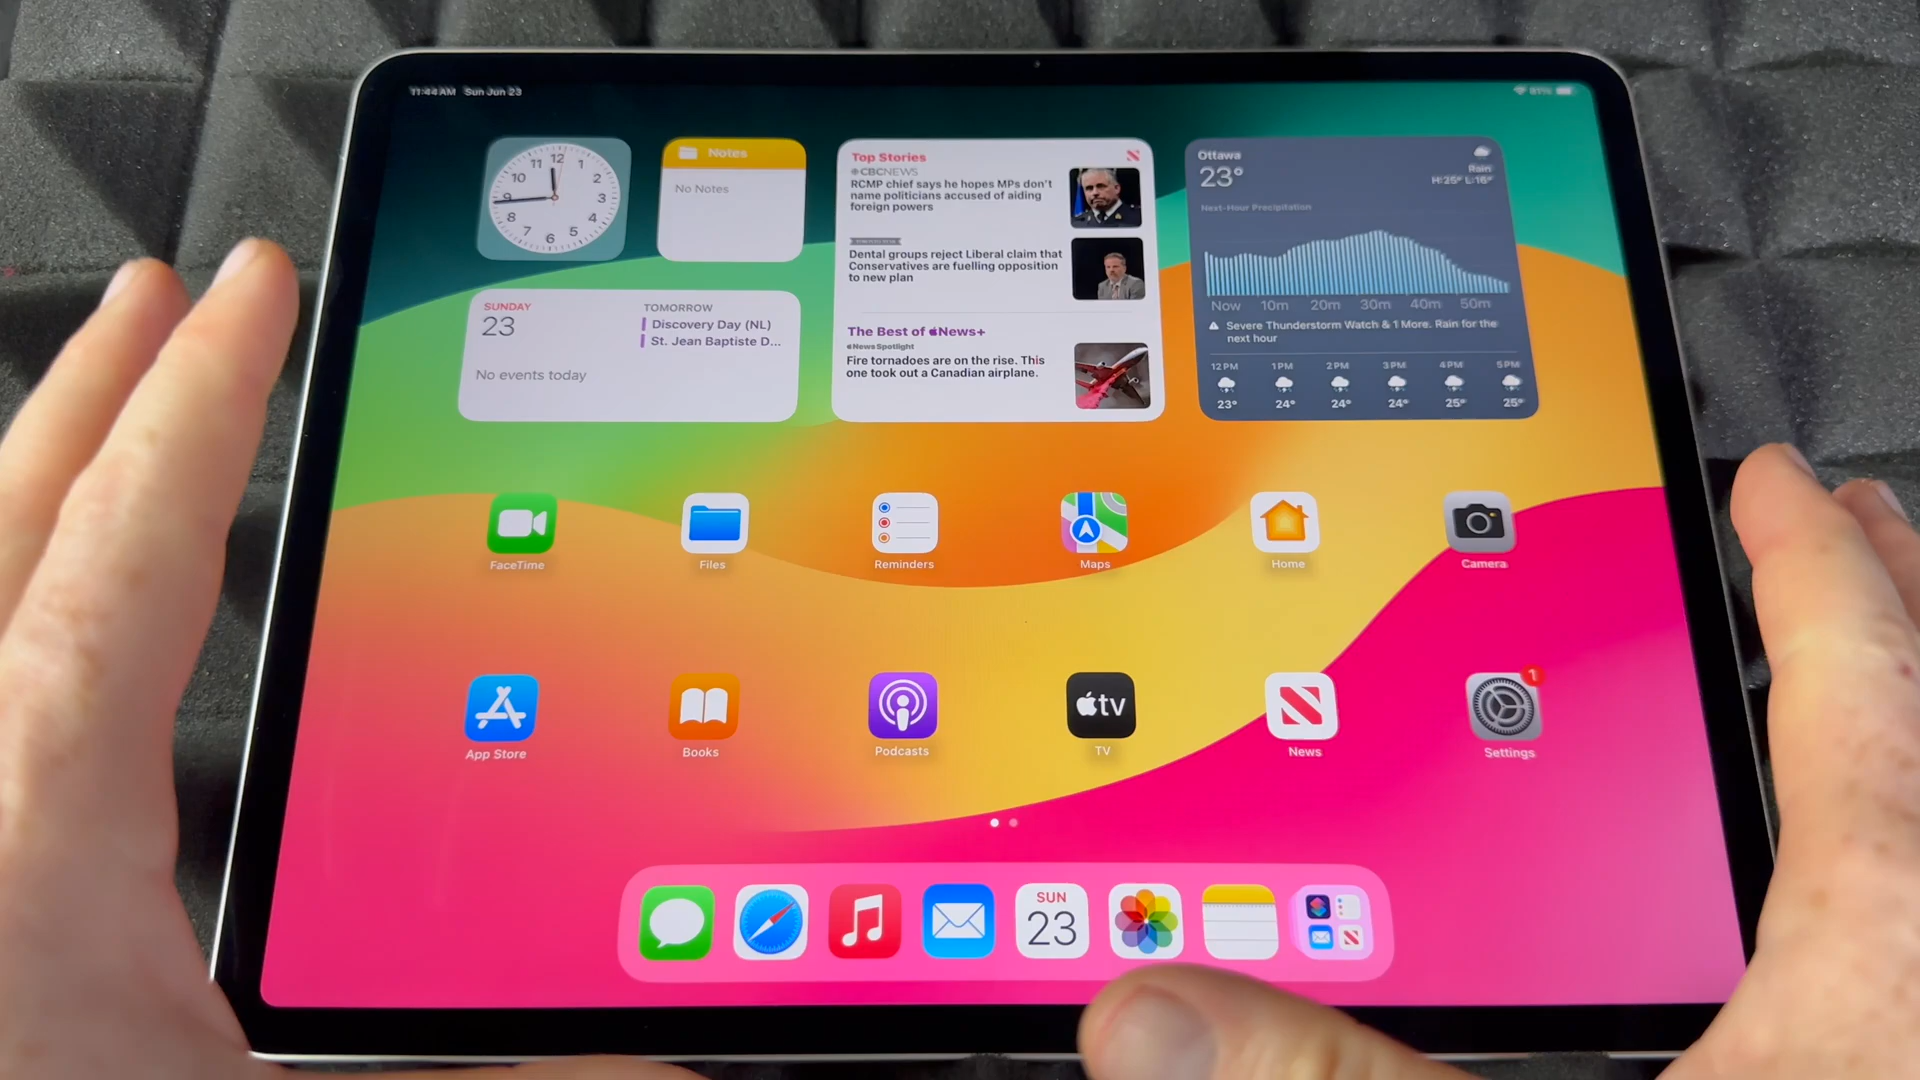 11:44 AM Sun Jun 23
81%
12
1
2
3
4
5
6
7
8
9
10
11
Notes
No Notes
Top Stories
CBCNEWS
RCMP chief says he hopes MPs don't
name politicians accused of aiding
foreign powers
Dental groups reject Liberal claim that
Conservatives are fuelling opposition
to new plan
The Best of News+
News Spotlight
Fire tornadoes are on the rise. This
one took out a Canadian airplane.
Ottawa
23°
Rain
H:25° L:16°
Next-Hour Precipitation
Now 10m 20m 30m 40m 50m
Severe Thunderstorm Watch & 1 More. Rain for the
next hour
12PM 1PM 2PM 3PM 4PM 5PM
23° 24° 24° 24° 25° 25°
SUNDAY
23
No events today
TOMORROW
Discovery Day (NL)
St. Jean Baptiste D...
FaceTime
Files
Reminders
Maps
Home
Camera
App Store
Books
Podcasts
tv
TV
News
1
Settings
SUN
23